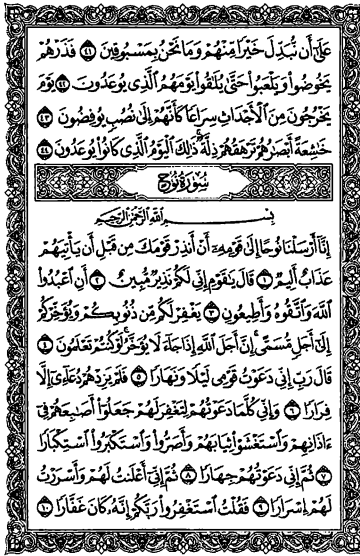 عَلَىٰٓ أَن نُّبَدِّلَ خَيْرًا مِّنْهُمْ وَمَا نَحْنُ بِمَسْبُوقِينَ ٤١ فَذَرْهُمْ
يَخُوضُوا۟ وَيَلْعَبُوا۟ حَتَّىٰ يُلَٰقُوا۟ يَوْمَهُمُ ٱلَّذِى يُوعَدُونَ ٤٢ يَوْمَ
يَخْرُجُونَ مِنَ ٱلْأَجْدَاثِ سِرَاعًا كَأَنَّهُمْ إِلَىٰ نُصُبٍ يُوفِضُونَ ٤٣
خَٰشِعَةً أَبْصَٰرُهُمْ تَرْهَقُهُمْ ذِلَّةٌ ۚ ذَٰلِكَ ٱلْيَوْمُ ٱلَّذِى كَانُوا۟ يُوعَدُونَ ٤٤
سُورَةُ نُوحٍ
بِسْمِ ٱللَّهِ ٱلرَّحْمَٰنِ ٱلرَّحِيمِ
إِنَّآ أَرْسَلْنَا نُوحًا إِلَىٰ قَوْمِهِۦٓ أَنْ أَنذِرْ قَوْمَكَ مِن قَبْلِ أَن يَأْتِيَهُمْ
عَذَابٌ أَلِيمٌ ١ قَالَ يَٰقَوْمِ إِنِّى لَكُمْ نَذِيرٌ مُّبِينٌ ٢ أَنِ ٱعْبُدُوا۟
ٱللَّهَ وَٱتَّقُوهُ وَأَطِيعُونِ ٣ يَغْفِرْ لَكُم مِّن ذُنُوبِكُمْ وَيُؤَخِّرْكُمْ
إِلَىٰٓ أَجَلٍ مُّسَمًّى ۚ إِنَّ أَجَلَ ٱللَّهِ إِذَا جَآءَ لَا يُؤَخَّرُ ۖ لَوْ كُنتُمْ تَعْلَمُونَ ٤
قَالَ رَبِّ إِنِّى دَعَوْتُ قَوْمِى لَيْلًا وَنَهَارًا ٥ فَلَمْ يَزِدْهُمْ دُعَآءِىٓ إِلَّا
فِرَارًا ٦ وَإِنِّى كُلَّمَا دَعَوْتُهُمْ لِتَغْفِرَ لَهُمْ جَعَلُوٓا۟ أَصَٰبِعَهُمْ فِىٓ
ءَاذَانِهِمْ وَٱسْتَغْشَوْا۟ ثِيَابَهُمْ وَأَصَرُّوا۟ وَٱسْتَكْبَرُوا۟ ٱسْتِكْبَارًا
٧ ثُمَّ إِنِّى دَعَوْتُهُمْ جِهَارًا ٨ ثُمَّ إِنِّىٓ أَعْلَنتُ لَهُمْ وَأَسْرَرْتُ
لَهُمْ إِسْرَارًا ٩ فَقُلْتُ ٱسْتَغْفِرُوا۟ رَبَّكُمْ إِنَّهُۥ كَانَ غَفَّارًا ١٠